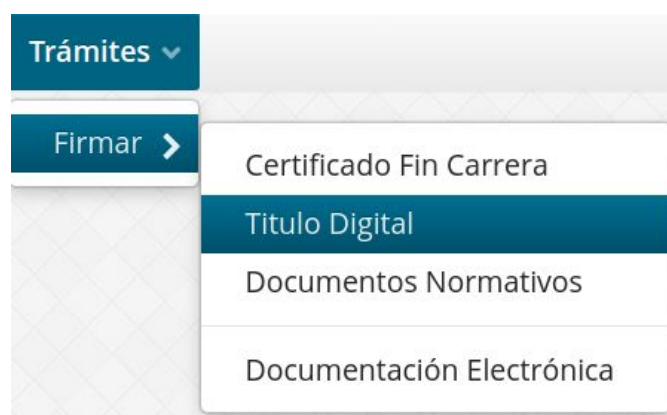 Trámites
Firmar
Certificado Fin Carrera
Titulo Digital
Documentos Normativos
Documentación Electrónica